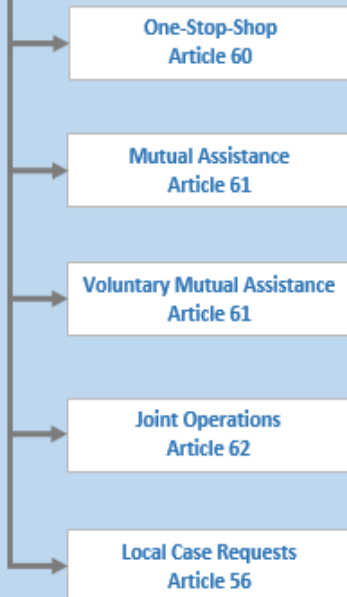 One-Stop-Shop
Article 60
Mutual Assistance
Article 61
Voluntary Mutual Assistance
Article 61
Joint Operations
Article 62
Local Case Requests
Article 56